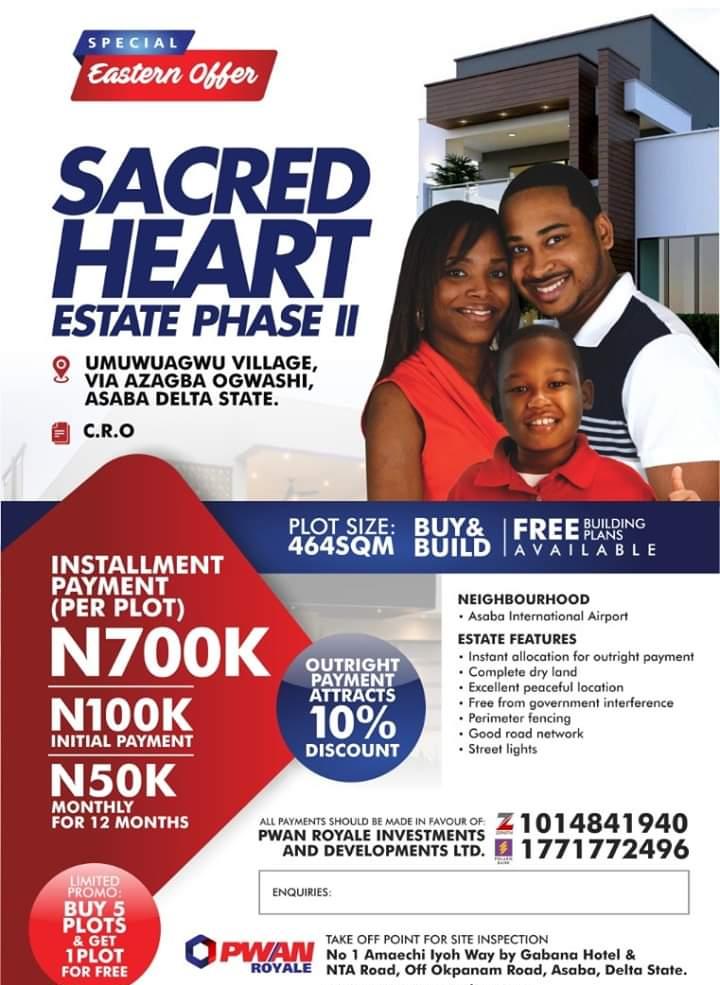 SPECIAL
Eastern Offer
SACRED
HEART
ESTATE PHASE II
UMUWUAGWU VILLAGE,
VIA AZAGBA OGWASHI,
ASABA DELTA STATE.
C.R.O
PLOT SIZE:
464SQM
BUY&
BUILD
FREE BUILDING PLANS
AVAILABLE
INSTALLMENT
PAYMENT
(PER PLOT)
N700K
N100K
INITIAL PAYMENT
N50K
MONTHLY
FOR 12 MONTHS
OUTRIGHT
PAYMENT
ATTRACTS
10%
DISCOUNT
NEIGHBOURHOOD
• Asaba International Airport
ESTATE FEATURES
• Instant allocation for outright payment
• Complete dry land
• Excellent peaceful location
• Free from government interference
• Perimeter fencing
• Good road network
• Street lights
ALL PAYMENTS SHOULD BE MADE IN FAVOUR OF:
PWAN ROYALE INVESTMENTS
AND DEVELOPMENTS LTD.
ZENITH 1014841940
1771772496
ENQUIRIES:
LIMITED
PROMO:
BUY 5
PLOTS
& GET
1 PLOT
FOR FREE
PWAN
ROYALE
TAKE OFF POINT FOR SITE INSPECTION
No 1 Amaechi Iyoh Way by Gabana Hotel &
NTA Road, Off Okpanam Road, Asaba, Delta State.